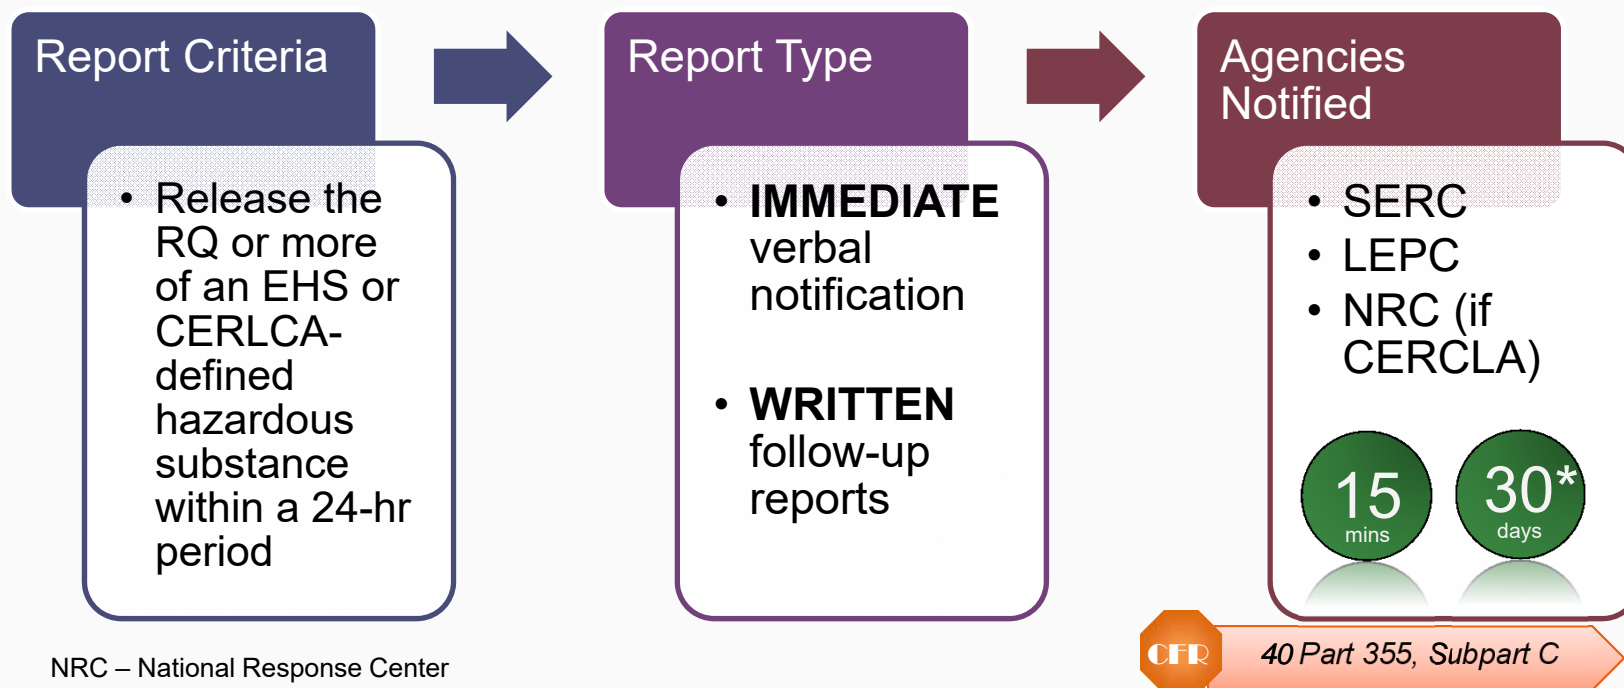 Report Criteria
• Release the
RQ or more
of an EHS or
CERLCA-
defined
hazardous
substance
within a 24-hr
period
Report Type
• IMMEDIATE
verbal
notification
• WRITTEN
follow-up
reports
Agencies
Notified
• SERC
• LEPC
• NRC (if
CERCLA)
15
mins
30*
days
NRC – National Response Center
CFR
40 Part 355, Subpart C